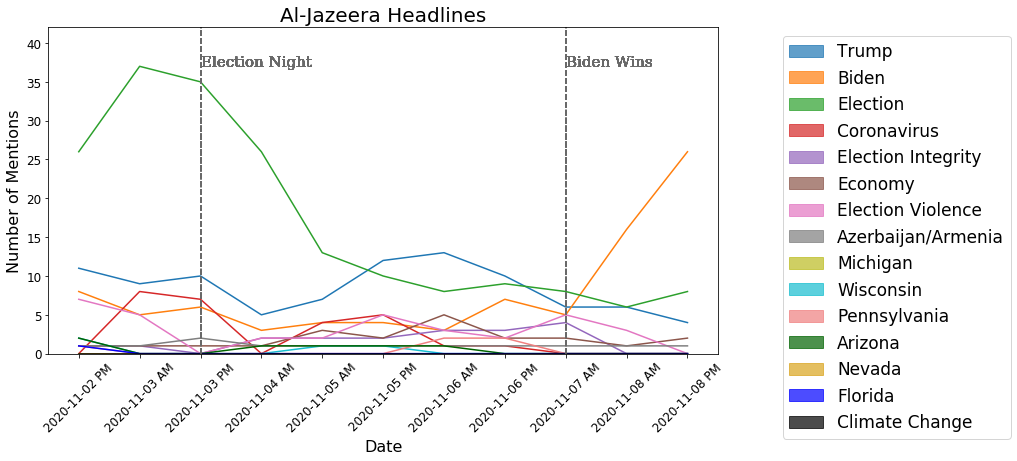 Al-Jazeera Headlines
Election Night
Biden Wins
Number of Mentions
40
35
30
25
20
15
10
5
0
2020-11-02 PM
2020-11-03 AM
2020-11-03 PM
2020-11-04 AM
2020-11-05 AM
2020-11-05 PM
2020-11-06 AM
2020-11-06 PM
2020-11-07 AM
2020-11-08 AM
2020-11-08 PM
Date
Trump
Biden
Election
Coronavirus
Election Integrity
Economy
Election Violence
Azerbaijan/Armenia
Michigan
Wisconsin
Pennsylvania
Arizona
Nevada
Florida
Climate Change